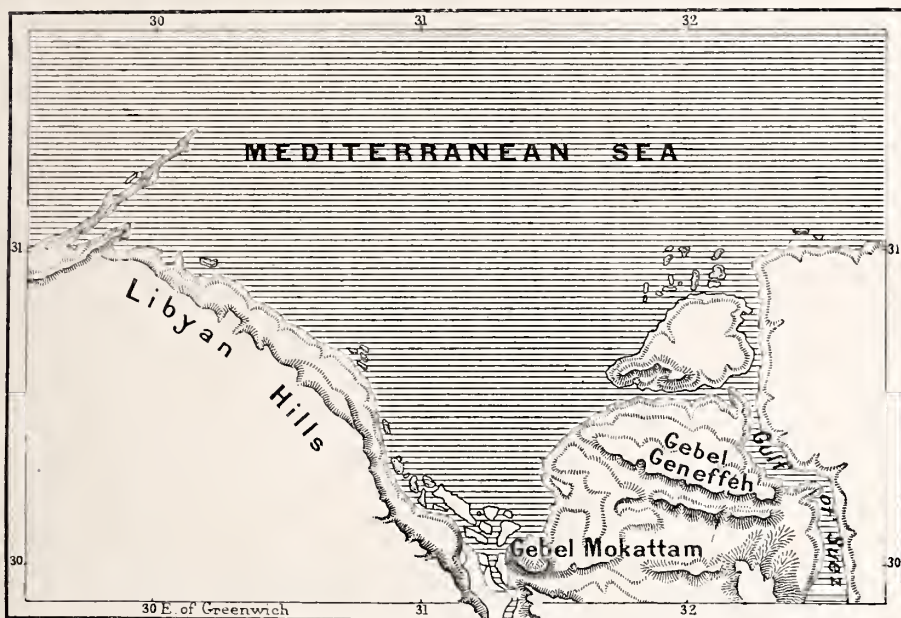 30 31 32
MEDITERRANEAN SEA
31 31
Libyan
Hills
Gulf
Gebel
Geneffeh
of Suez
Gebel Mokattam
30 30
30 E. of Greenwich 31 32